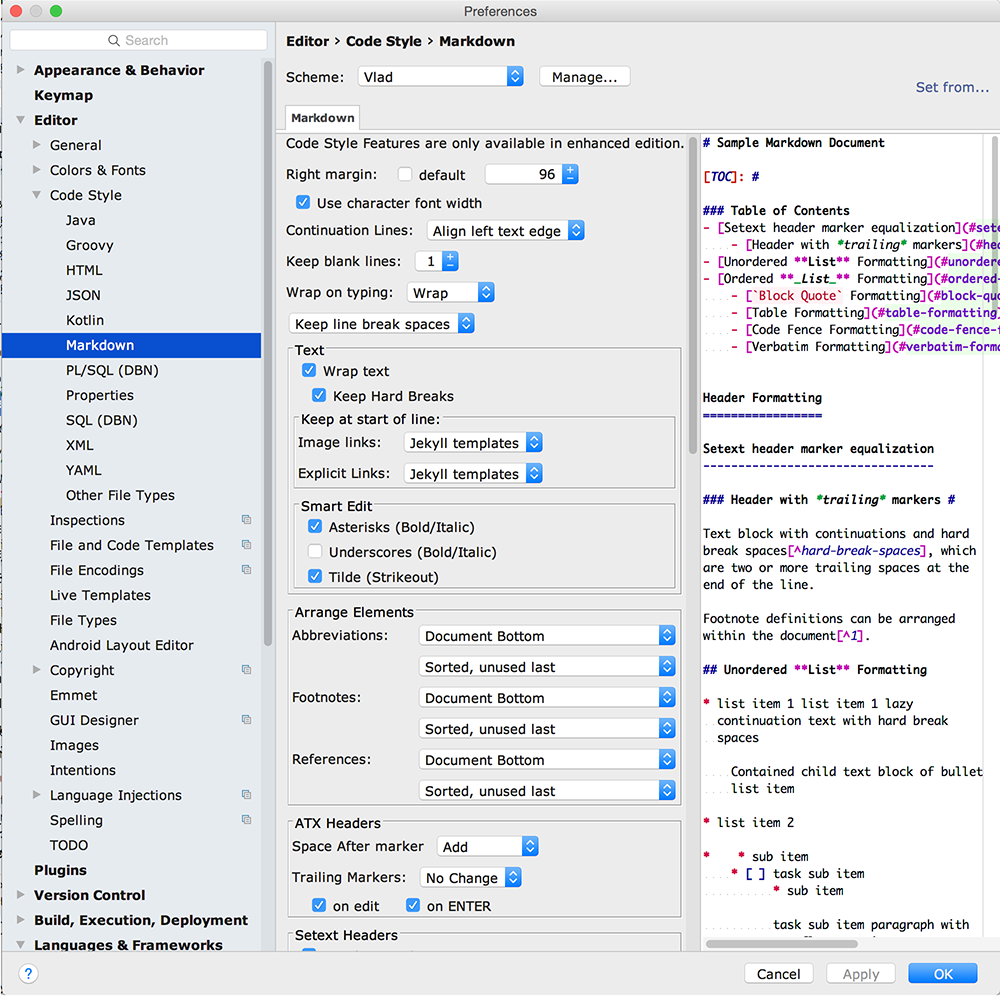 Preferences
Search
Appearance & Behavior
Keymap
Editor
General
Colors & Fonts
Code Style
Java
Groovy
HTML
JSON
Kotlin
Markdown
PL/SQL (DBN)
Properties
SQL (DBN)
XML
YAML
Other File Types
Inspections
File and Code Templates
File Encodings
Live Templates
File Types
Android Layout Editor
Copyright
Emmet
GUI Designer
Images
Intentions
Language Injections
Spelling
TODO
Plugins
Version Control
Build, Execution, Deployment
Languages & Frameworks
Editor › Code Style › Markdown
Scheme: Vlad Manage...
Set from...
Markdown
Code Style Features are only available in enhanced edition.
Right margin: default 96
Use character font width
Continuation Lines: Align left text edge
Keep blank lines: 1
Wrap on typing: Wrap
Keep line break spaces
Text
Wrap text
Keep Hard Breaks
Keep at start of line:
Image links: Jekyll templates
Explicit Links: Jekyll templates
Smart Edit
Asterisks (Bold/Italic)
Underscores (Bold/Italic)
Tilde (Strikeout)
Arrange Elements
Abbreviations: Document Bottom
Sorted, unused last
Footnotes: Document Bottom
Sorted, unused last
References: Document Bottom
Sorted, unused last
ATX Headers
Space After marker Add
Trailing Markers: No Change
on edit on ENTER
Setext Headers
# Sample Markdown Document
[TOC]: #
### Table of Contents
- [Setext header marker equalization](#sete
- [Header with *trailing* markers](#hea
- [Unordered **List** Formatting](#unordere
- [Ordered **_List_** Formatting](#ordered-
- [`Block Quote` Formatting](#block-quo
- [Table Formatting](#table-formatting)
- [Code Fence Formatting](#code-fence-f
- [Verbatim Formatting](#verbatim-forma
Header Formatting
=================
Setext header marker equalization
---------------------------------
### Header with *trailing* markers #
Text block with continuations and hard
break spaces[^hard-break-spaces], which
are two or more trailing spaces at the
end of the line.
Footnote definitions can be arranged
within the document[^1].
## Unordered **List** Formatting
* list item 1 list item 1 lazy
continuation text with hard break
spaces
Contained child text block of bullet
list item
* list item 2
* * sub item
* [ ] task sub item
* sub item
task sub item paragraph with
?
Cancel
Apply
OK